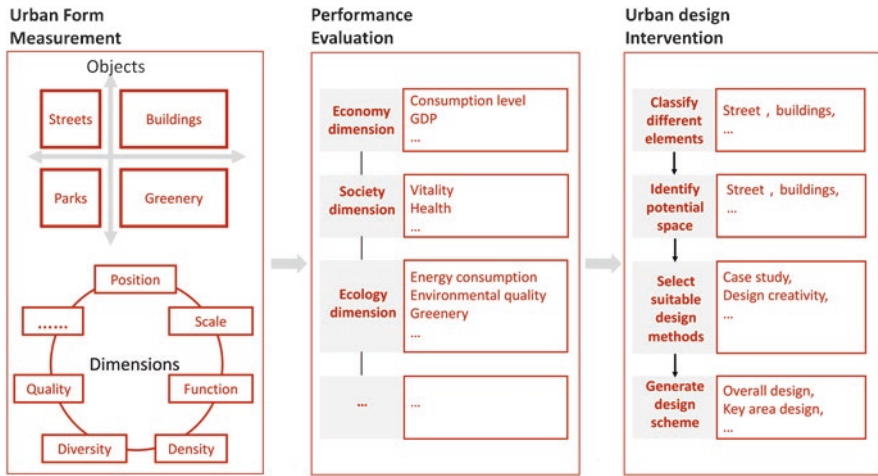 Urban Form
Measurement
Objects
Streets
Buildings
Parks
Greenery
Position
......
Scale
Dimensions
Quality
Function
Diversity
Density
Performance
Evaluation
Economy
dimension
Consumption level
GDP
...
Society
dimension
Vitality
Health
...
Ecology
dimension
Energy consumption
Environmental quality
Greenery
...
...
...
Urban design
Intervention
Classify
different
elements
Street , buildings,
...
Identify
potential
space
Street , buildings,
...
Select
suitable
design
methods
Case study,
Design creativity,
...
Generate
design
scheme
Overall design,
Key area design,
...